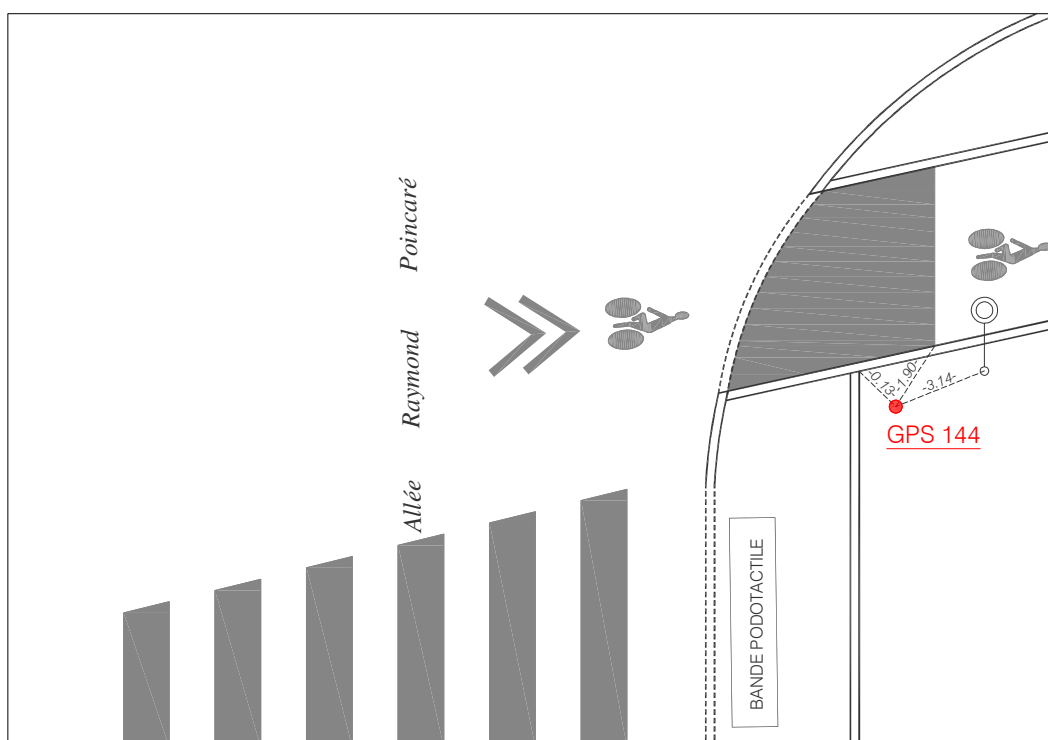 Allée Raymond Poincaré
-0.13-
-1.90-
-3.14-
GPS 144
BANDE PODOTACTILE